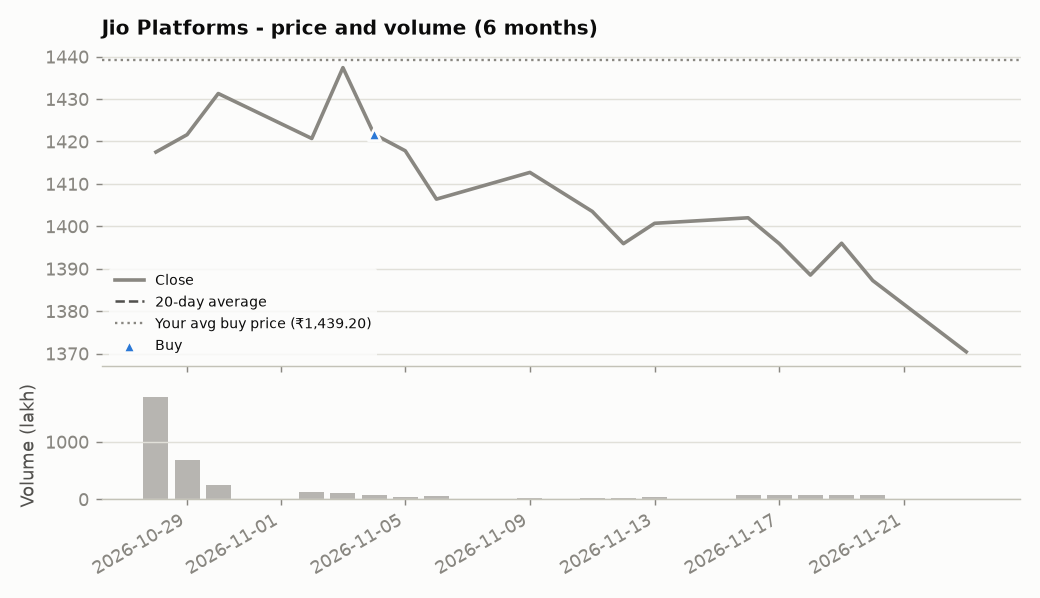 Jio Platforms - price and volume (6 months)
1440
1430
1420
1410
1400
1390
1380
1370
Close
20-day average
Your avg buy price (₹1,439.20)
Buy
Volume (lakh)
1000
0
2026-10-29
2026-11-01
2026-11-05
2026-11-09
2026-11-13
2026-11-17
2026-11-21